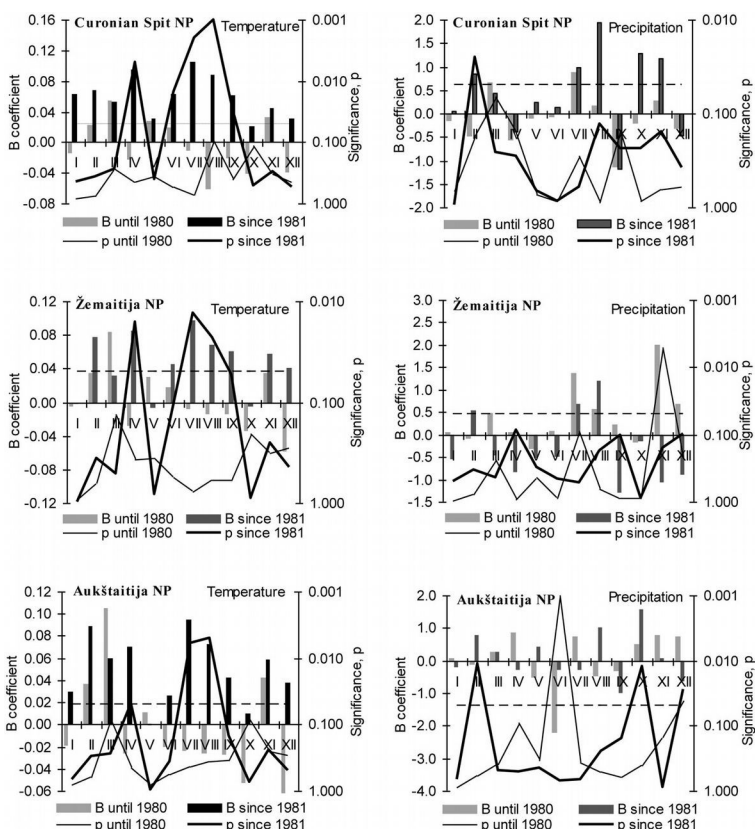 Curonian Spit NP Temperature
B coefficient
0.16
0.12
0.08
0.04
0.00
-0.04
-0.08
I II III IV V VI VII VIII IX X XI XII
0.001
0.010
0.100
1.000
Significance, p
B until 1980 B since 1981
p until 1980 p since 1981
Curonian Spit NP
Precipitation
B coefficient
2.0
1.5
1.0
0.5
0.0
-0.5
-1.0
-1.5
-2.0
I II III IV V VI VII VIII IX X XI XII
0.010
0.100
1.000
Significance, p
B until 1980 B since 1981
p until 1980 p since 1981
Žemaitija NP Temperature
B coefficient
0.12
0.08
0.04
0.00
-0.04
-0.08
-0.12
I II III IV V VI VII VIII IX X XI XII
0.010
0.100
1.000
Significance, p
B until 1980 B since 1981
p until 1980 p since 1981
Žemaitija NP Precipitation
B coefficient
3.0
2.5
2.0
1.5
1.0
0.5
0.0
-0.5
-1.0
-1.5
I II III IV V VI VII VIII IX X XI XII
0.001
0.010
0.100
1.000
Significance, p
B until 1980 B since 1981
p until 1980 p since 1981
Aukštaitija NP Temperature
B coefficient
0.12
0.10
0.08
0.06
0.04
0.02
0.00
-0.02
-0.04
-0.06
I II III IV V VI VII VIII IX X XI XII
0.001
0.010
0.100
1.000
Significance, p
B until 1980 B since 1981
p until 1980 p since 1981
Aukštaitija NP Precipitation
B coefficient
2.0
1.0
0.0
-1.0
-2.0
-3.0
-4.0
I II III IV V VI VII VIII IX X XI XII
0.001
0.010
0.100
1.000
Significance, p
B until 1980 B since 1981
p until 1980 p since 1981